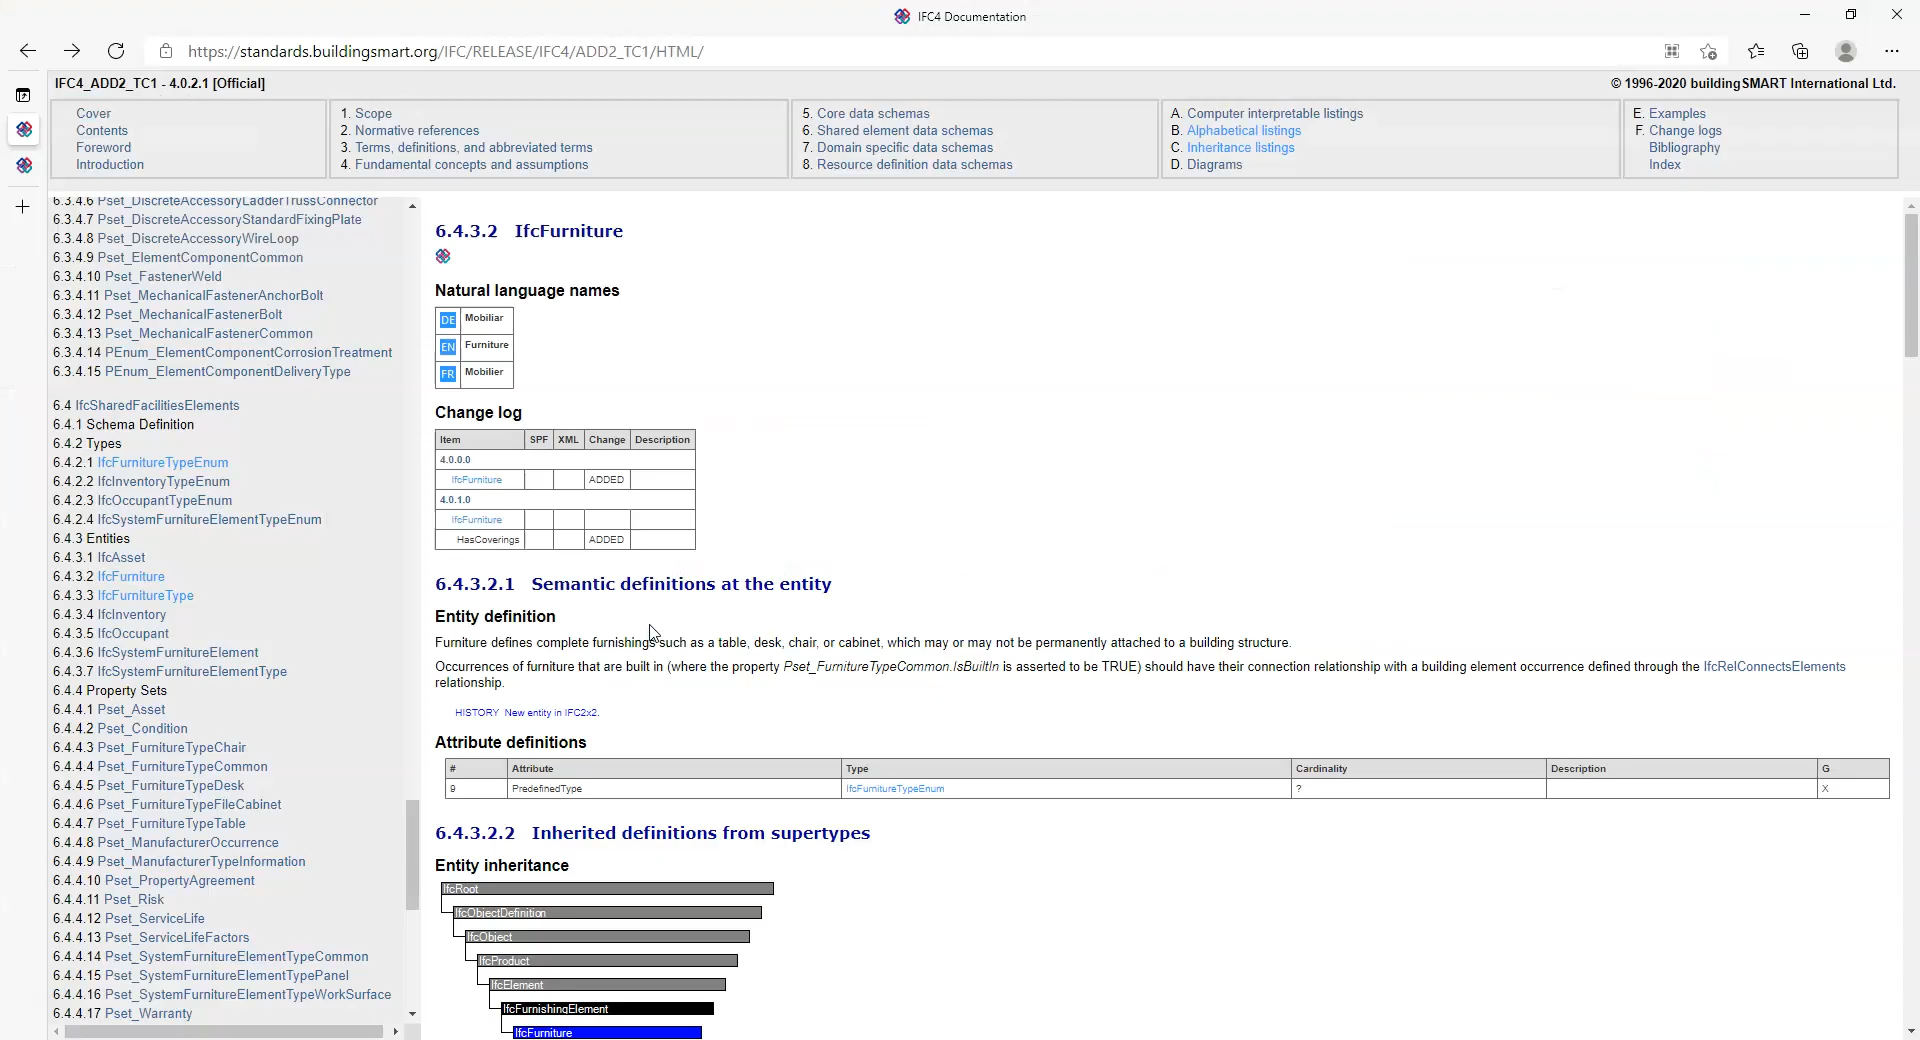 IFC4 Documentation
https://standards.buildingsmart.org/IFC/RELEASE/IFC4/ADD2_TC1/HTML/
IFC4_ADD2_TC1 - 4.0.2.1 [Official]
© 1996-2020 buildingSMART International Ltd.
Cover
Contents
Foreword
Introduction
1. Scope
2. Normative references
3. Terms, definitions, and abbreviated terms
4. Fundamental concepts and assumptions
5. Core data schemas
6. Shared element data schemas
7. Domain specific data schemas
8. Resource definition data schemas
A. Computer interpretable listings
B. Alphabetical listings
C. Inheritance listings
D. Diagrams
E. Examples
F. Change logs
Bibliography
Index
6.3.4.6 Pset_DiscreteAccessoryLadderTrussConnector
6.3.4.7 Pset_DiscreteAccessoryStandardFixingPlate
6.3.4.8 Pset_DiscreteAccessoryWireLoop
6.3.4.9 Pset_ElementComponentCommon
6.3.4.10 Pset_FastenerWeld
6.3.4.11 Pset_MechanicalFastenerAnchorBolt
6.3.4.12 Pset_MechanicalFastenerBolt
6.3.4.13 Pset_MechanicalFastenerCommon
6.3.4.14 PEnum_ElementComponentCorrosionTreatment
6.3.4.15 PEnum_ElementComponentDeliveryType
6.4 IfcSharedFacilitiesElements
6.4.1 Schema Definition
6.4.2 Types
6.4.2.1 IfcFurnitureTypeEnum
6.4.2.2 IfcInventoryTypeEnum
6.4.2.3 IfcOccupantTypeEnum
6.4.2.4 IfcSystemFurnitureElementTypeEnum
6.4.3 Entities
6.4.3.1 IfcAsset
6.4.3.2 IfcFurniture
6.4.3.3 IfcFurnitureType
6.4.3.4 IfcInventory
6.4.3.5 IfcOccupant
6.4.3.6 IfcSystemFurnitureElement
6.4.3.7 IfcSystemFurnitureElementType
6.4.4 Property Sets
6.4.4.1 Pset_Asset
6.4.4.2 Pset_Condition
6.4.4.3 Pset_FurnitureTypeChair
6.4.4.4 Pset_FurnitureTypeCommon
6.4.4.5 Pset_FurnitureTypeDesk
6.4.4.6 Pset_FurnitureTypeFileCabinet
6.4.4.7 Pset_FurnitureTypeTable
6.4.4.8 Pset_ManufacturerOccurrence
6.4.4.9 Pset_ManufacturerTypeInformation
6.4.4.10 Pset_PropertyAgreement
6.4.4.11 Pset_Risk
6.4.4.12 Pset_ServiceLife
6.4.4.13 Pset_ServiceLifeFactors
6.4.4.14 Pset_SystemFurnitureElementTypeCommon
6.4.4.15 Pset_SystemFurnitureElementTypePanel
6.4.4.16 Pset_SystemFurnitureElementTypeWorkSurface
6.4.4.17 Pset_Warranty
6.4.3.2 IfcFurniture
Natural language names
DE Mobiliar
EN Furniture
FR Mobilier
Change log
Item SPF XML Change Description
4.0.0.0
IfcFurniture ADDED
4.0.1.0
IfcFurniture
HasCoverings ADDED
6.4.3.2.1 Semantic definitions at the entity
Entity definition
Furniture defines complete furnishings such as a table, desk, chair, or cabinet, which may or may not be permanently attached to a building structure.
Occurrences of furniture that are built in (where the property Pset_FurnitureTypeCommon.IsBuiltIn is asserted to be TRUE) should have their connection relationship with a building element occurrence defined through the IfcRelConnectsElements
relationship.
HISTORY New entity in IFC2x2.
Attribute definitions
# Attribute Type Cardinality Description G
9 PredefinedType IfcFurnitureTypeEnum ? X
6.4.3.2.2 Inherited definitions from supertypes
Entity inheritance
IfcRoot
IfcObjectDefinition
IfcObject
IfcProduct
IfcElement
IfcFurnishingElement
IfcFurniture